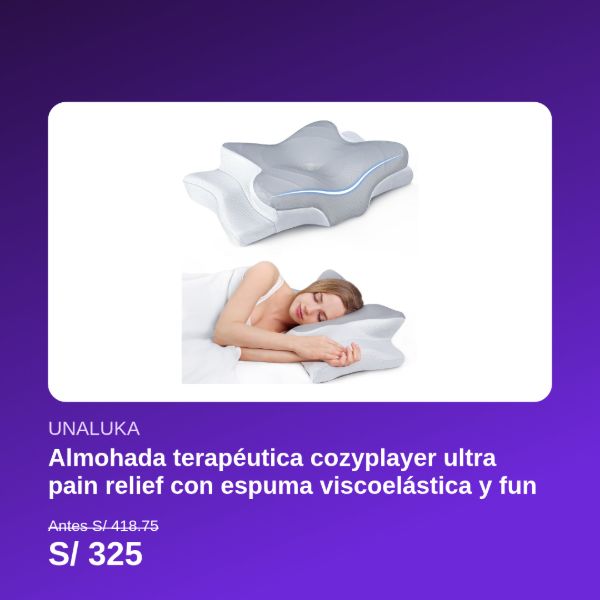 UNALUKA
Almohada terapéutica cozyplayer ultra
pain relief con espuma viscoelástica y fun
Antes S/ 418.75
S/ 325